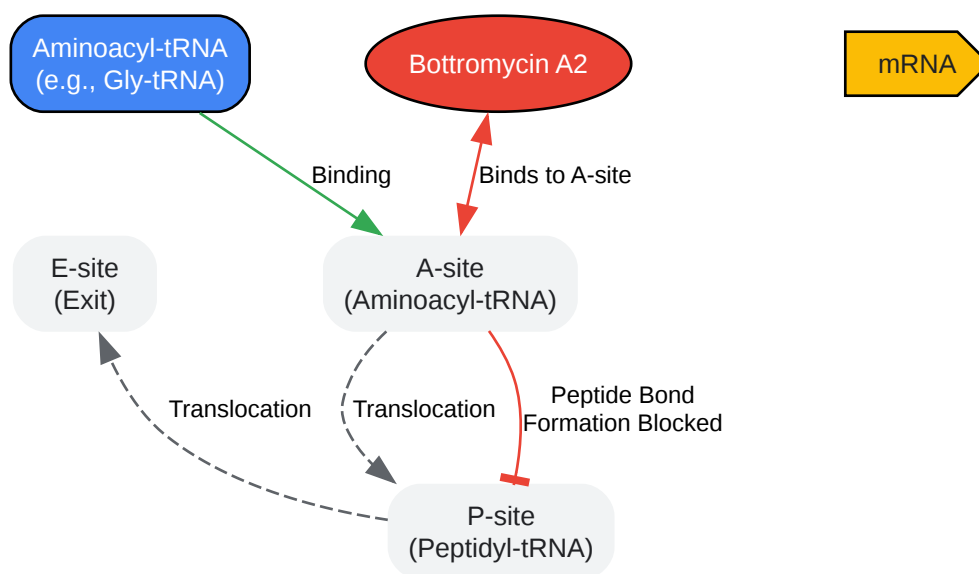 Aminoacyl-tRNA
(e.g., Gly-tRNA)
Bottromycin A2
mRNA
Binding
Binds to A-site
E-site
(Exit)
A-site
(Aminoacyl-tRNA)
Translocation
Translocation
Peptide Bond
Formation Blocked
P-site
(Peptidyl-tRNA)